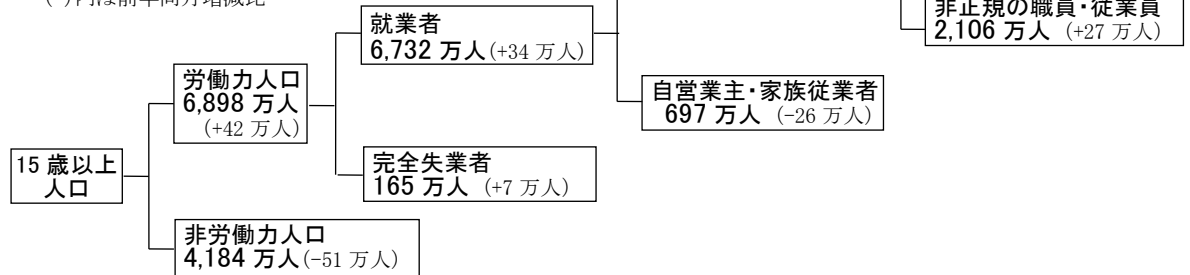 ( )内は前年同月増減比
就業者
6,732 万人(+34 万人)
非正規の職員・従業員
2,106 万人 (+27 万人)
労働力人口
6,898 万人
(+42 万人)
自営業主・家族従業者
697 万人 (-26 万人)
15 歳以上
人口
完全失業者
165 万人 (+7 万人)
非労働力人口
4,184 万人(-51 万人)